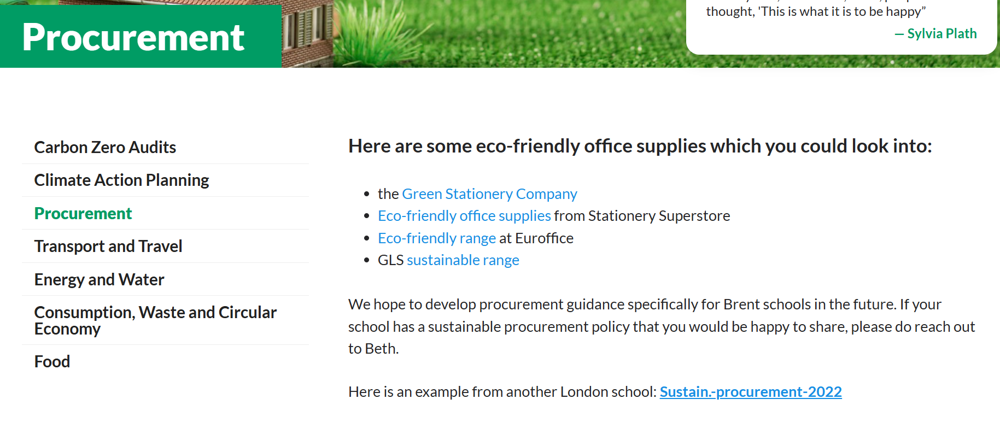 thought, 'This is what it is to be happy”
— Sylvia Plath
Procurement
Carbon Zero Audits
Climate Action Planning
Procurement
Transport and Travel
Energy and Water
Consumption, Waste and Circular
Economy
Food
Here are some eco-friendly office supplies which you could look into:
the Green Stationery Company
Eco-friendly office supplies from Stationery Superstore
Eco-friendly range at Euroffice
GLS sustainable range
We hope to develop procurement guidance specifically for Brent schools in the future. If your
school has a sustainable procurement policy that you would be happy to share, please do reach out
to Beth.
Here is an example from another London school: Sustain.-procurement-2022